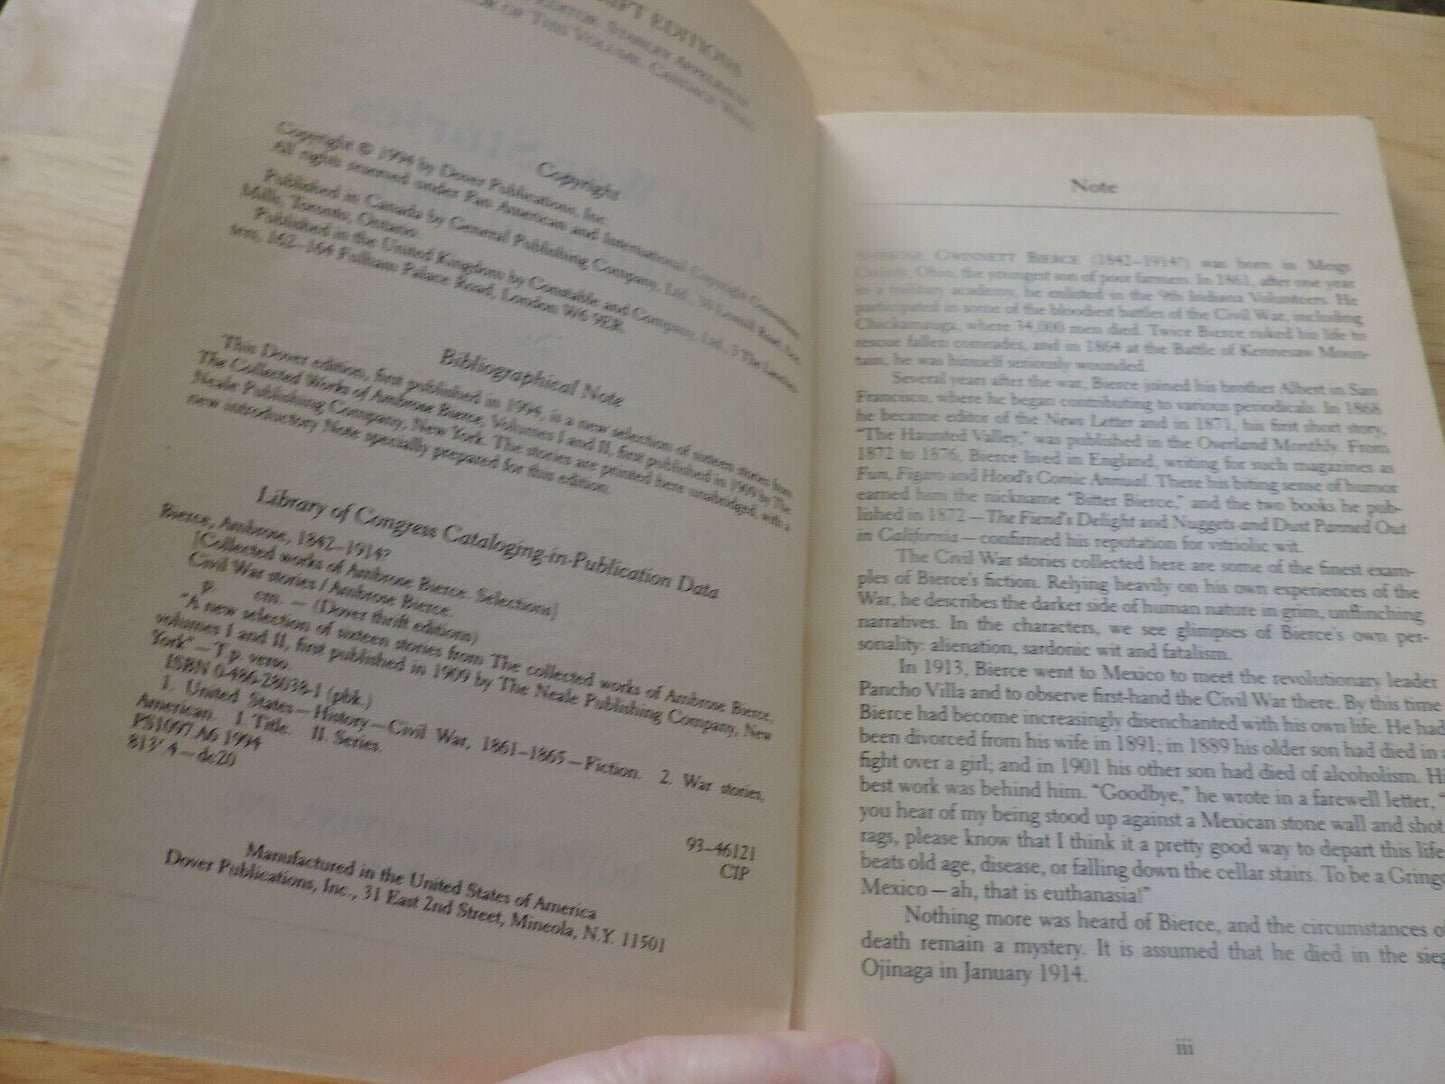 EDITIONS
EDITOR: STANLEY APPELBAUM
OF THIS VOLUME: CANDACE WARD
Copyright
Copyright © 1994 by Dover Publications, Inc.
All rights reserved under Pan American and International Copyright Conventions.
Published in Canada by General Publishing Company, Ltd., 30 Lesmill Road, Don
Mills, Toronto, Ontario.
Published in the United Kingdom by Constable and Company, Ltd., 3 The Lanches-
ters, 162–164 Fulham Palace Road, London W6 9ER.
Bibliographical Note
This Dover edition, first published in 1994, is a new selection of sixteen stories from
The Collected Works of Ambrose Bierce, Volumes I and II, first published in 1909 by The
Neale Publishing Company, New York. The stories are printed here unabridged, with a
new introductory Note specially prepared for this edition.
Library of Congress Cataloging-in-Publication Data
Bierce, Ambrose, 1842–1914?
[Collected works of Ambrose Bierce. Selections]
Civil War stories / Ambrose Bierce.
p. cm. — (Dover thrift editions)
"A new selection of sixteen stories from The collected works of Ambrose Bierce,
volumes I and II, first published in 1909 by The Neale Publishing Company, New
York"—T.p. verso.
ISBN 0-486-28038-1 (pbk.)
1. United States—History—Civil War, 1861–1865—Fiction. 2. War stories,
American. I. Title. II. Series.
PS1097.A6 1994
813'.4—dc20
93–46121
CIP
Manufactured in the United States of America
Dover Publications, Inc., 31 East 2nd Street, Mineola, N.Y. 11501
Note
AMBROSE GWINNETT BIERCE (1842–1914?) was born in Meigs
County, Ohio, the youngest son of poor farmers. In 1861, after one year
in a military academy, he enlisted in the 9th Indiana Volunteers. He
participated in some of the bloodiest battles of the Civil War, including
Chickamauga, where 34,000 men died. Twice Bierce risked his life to
rescue fallen comrades, and in 1864 at the Battle of Kennesaw Moun-
tain, he was himself seriously wounded.
Several years after the war, Bierce joined his brother Albert in San
Francisco, where he began contributing to various periodicals. In 1868
he became editor of the News Letter and in 1871, his first short story,
"The Haunted Valley," was published in the Overland Monthly. From
1872 to 1876, Bierce lived in England, writing for such magazines as
Fun, Figaro and Hood's Comic Annual. There his biting sense of humor
earned him the nickname "Bitter Bierce," and the two books he pub-
lished in 1872—The Fiend's Delight and Nuggets and Dust Panned Out
in California—confirmed his reputation for vitriolic wit.
The Civil War stories collected here are some of the finest exam-
ples of Bierce's fiction. Relying heavily on his own experiences of the
War, he describes the darker side of human nature in grim, unflinching
narratives. In the characters, we see glimpses of Bierce's own per-
sonality: alienation, sardonic wit and fatalism.
In 1913, Bierce went to Mexico to meet the revolutionary leader
Pancho Villa and to observe first-hand the Civil War there. By this time
Bierce had become increasingly disenchanted with his own life. He had
been divorced from his wife in 1891; in 1889 his older son had died in a
fight over a girl; and in 1901 his other son had died of alcoholism. Hi
best work was behind him. "Goodbye," he wrote in a farewell letter, "
you hear of my being stood up against a Mexican stone wall and shot
rags, please know that I think it a pretty good way to depart this life
beats old age, disease, or falling down the cellar stairs. To be a Gringo
Mexico—ah, that is euthanasia!"
Nothing more was heard of Bierce, and the circumstances o
death remain a mystery. It is assumed that he died in the sieg
Ojinaga in January 1914.
iii